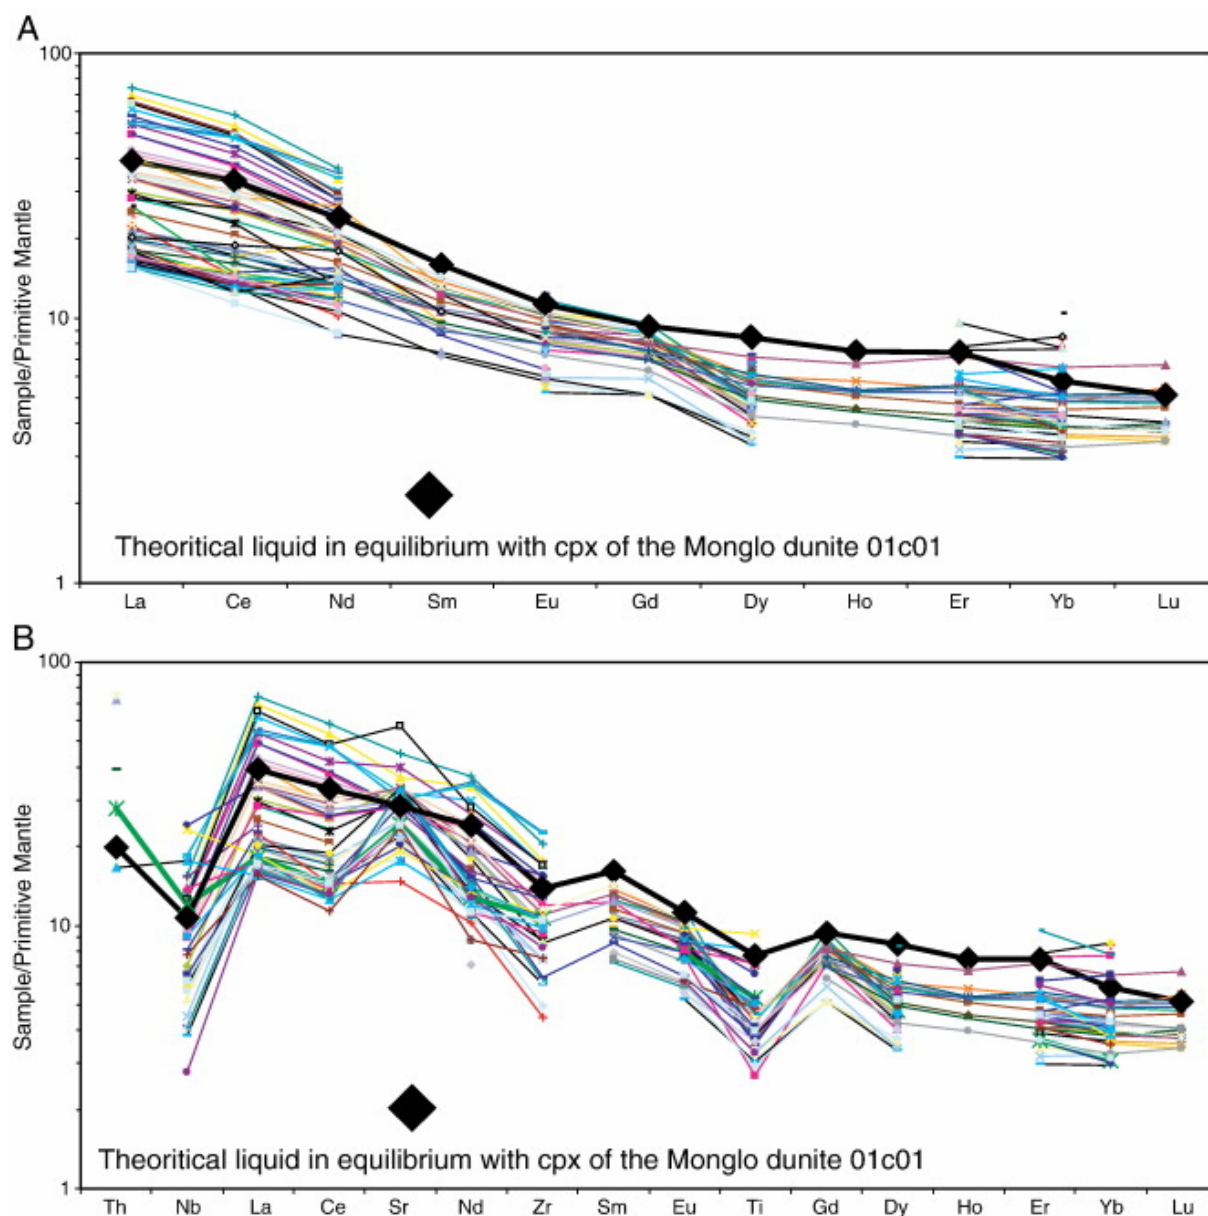 A
100
10
1
Sample/Primitive Mantle
Theoritical liquid in equilibrium with cpx of the Monglo dunite 01c01
La Ce Nd Sm Eu Gd Dy Ho Er Yb Lu
B
100
10
1
Sample/Primitive Mantle
Theoritical liquid in equilibrium with cpx of the Monglo dunite 01c01
Th Nb La Ce Sr Nd Zr Sm Eu Ti Gd Dy Ho Er Yb Lu